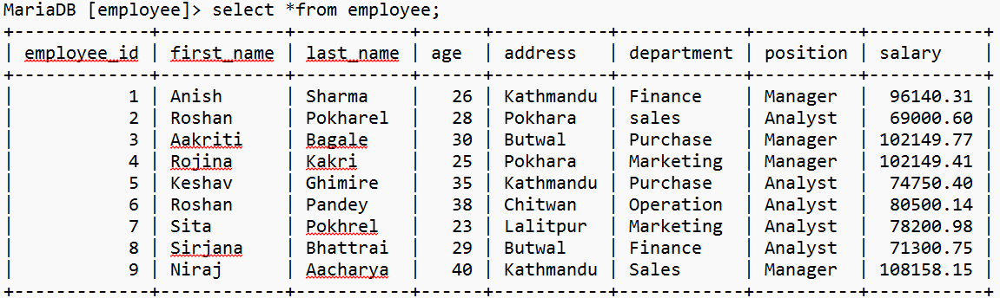 MariaDB [employee]> select *from employee;
+-------------+------------+-----------+------+-----------+------------+----------+-----------+
| employee_id | first_name | last_name | age  | address   | department | position | salary    |
+-------------+------------+-----------+------+-----------+------------+----------+-----------+
|           1 | Anish      | Sharma    |   26 | Kathmandu | Finance    | Manager  |  96140.31 |
|           2 | Roshan     | Pokharel  |   28 | Pokhara   | sales      | Analyst  |  69000.60 |
|           3 | Aakriti    | Bagale    |   30 | Butwal    | Purchase   | Manager  | 102149.77 |
|           4 | Rojina     | Kakri     |   25 | Pokhara   | Marketing  | Manager  | 102149.41 |
|           5 | Keshav     | Ghimire   |   35 | Kathmandu | Purchase   | Analyst  |  74750.40 |
|           6 | Roshan     | Pandey    |   38 | Chitwan   | Operation  | Analyst  |  80500.14 |
|           7 | Sita       | Pokhrel   |   23 | Lalitpur  | Marketing  | Analyst  |  78200.98 |
|           8 | Sirjana    | Bhattrai  |   29 | Butwal    | Finance    | Analyst  |  71300.75 |
|           9 | Niraj      | Aacharya  |   40 | Kathmandu | Sales      | Manager  | 108158.15 |
+-------------+------------+-----------+------+-----------+------------+----------+-----------+